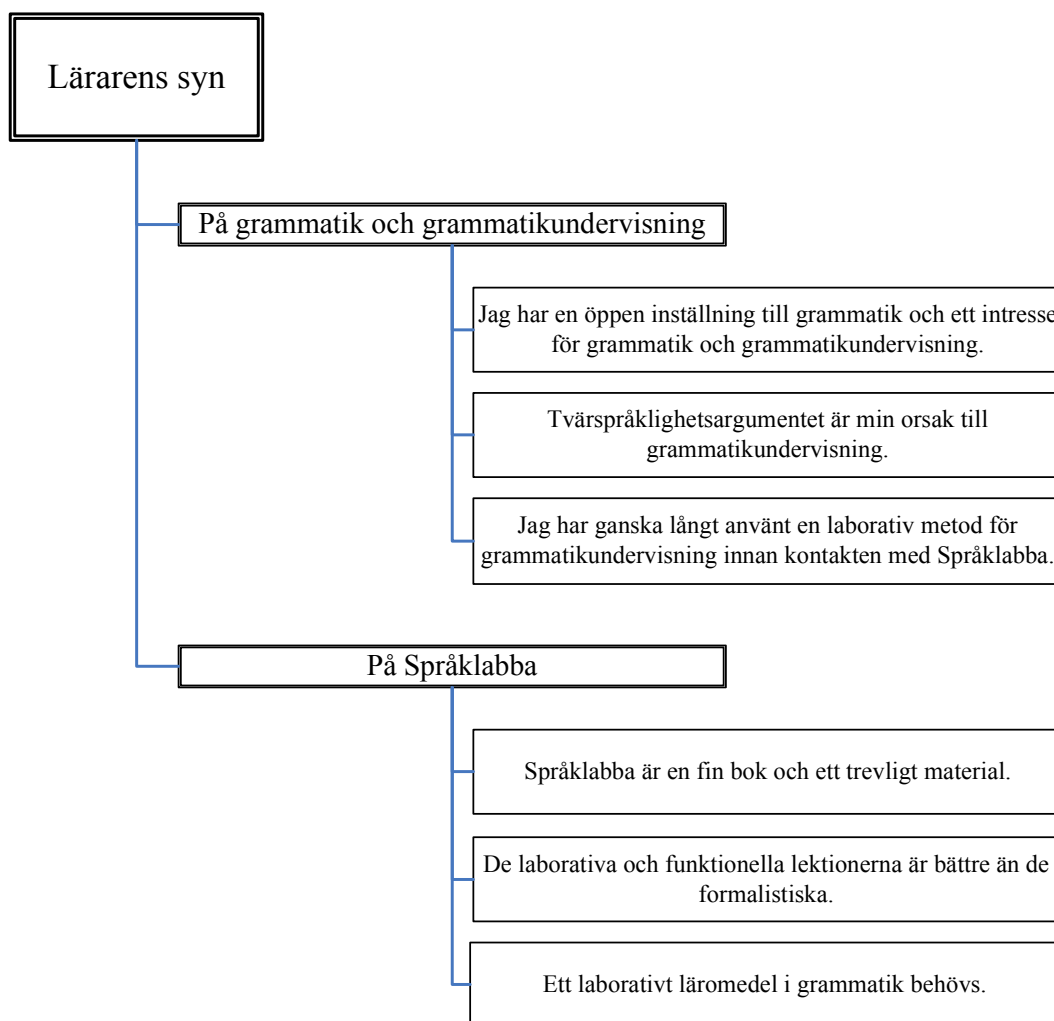 Lärarens syn
På grammatik och grammatikundervisning
Jag har en öppen inställning till grammatik och ett intresse
för grammatik och grammatikundervisning.
Tvärspråklighetsargumentet är min orsak till
grammatikundervisning.
Jag har ganska långt använt en laborativ metod för
grammatikundervisning innan kontakten med Språklabba.
På Språklabba
Språklabba är en fin bok och ett trevligt material.
De laborativa och funktionella lektionerna är bättre än de
formalistiska.
Ett laborativt läromedel i grammatik behövs.